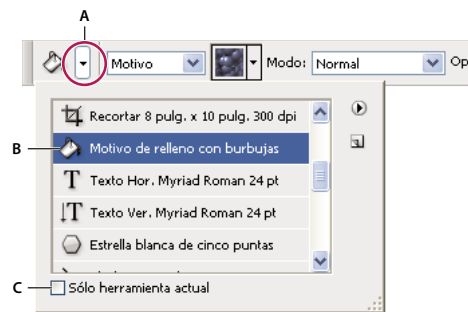 A
Motivo Modo: Normal Op
Recortar 8 pulg. x 10 pulg. 300 dpi
B Motivo de relleno con burbujas
T Texto Hor. Myriad Roman 24 pt
T Texto Ver. Myriad Roman 24 pt
Estrella blanca de cinco puntas
C Sólo herramienta actual